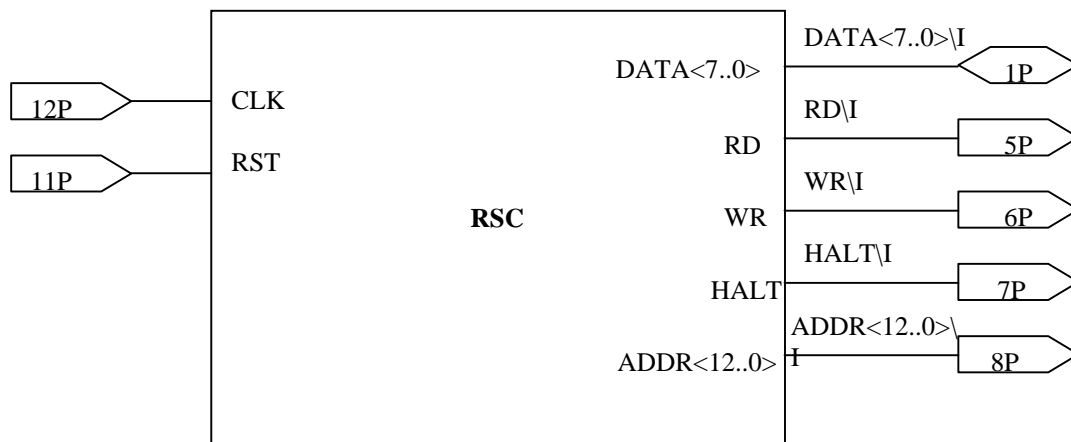 DATA<7..0>\I
DATA<7..0>
1P
12P
CLK
RD\I
RD
5P
11P
RST
WR\I
RSC
WR
6P
HALT\I
HALT
7P
ADDR<12..0>\
I
ADDR<12..0>
8P